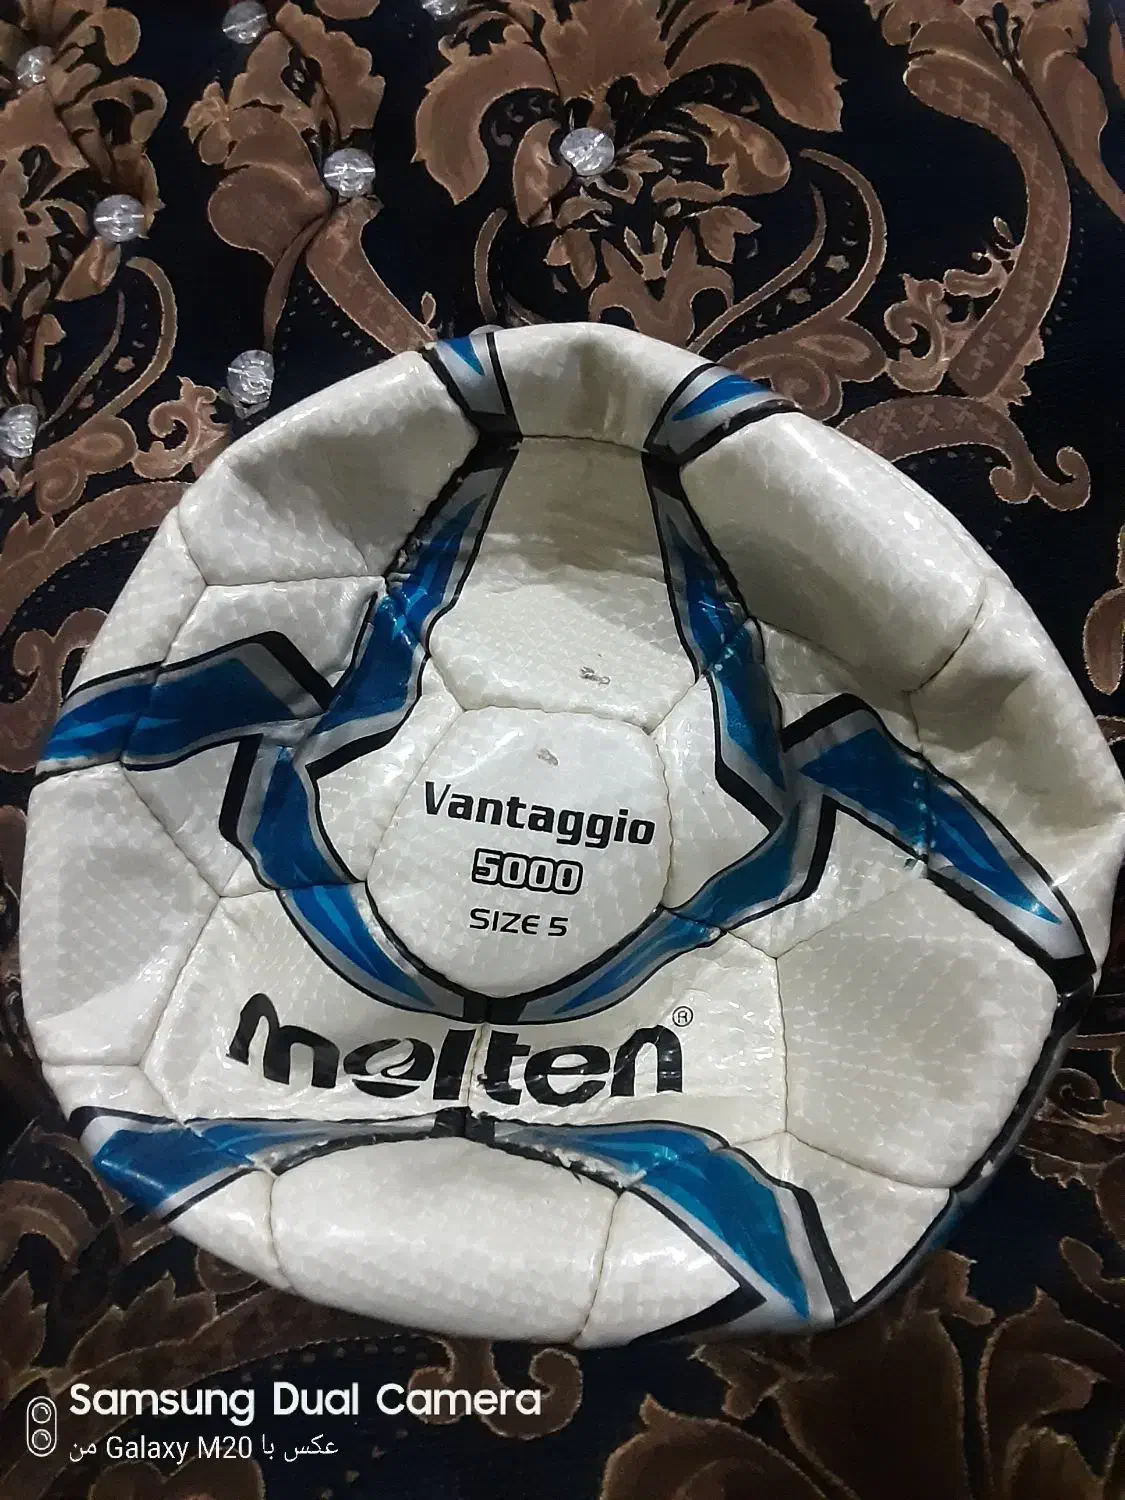 Vantaggio
5000
SIZE 5
molten®
Samsung Dual Camera
عکس با Galaxy M20 من